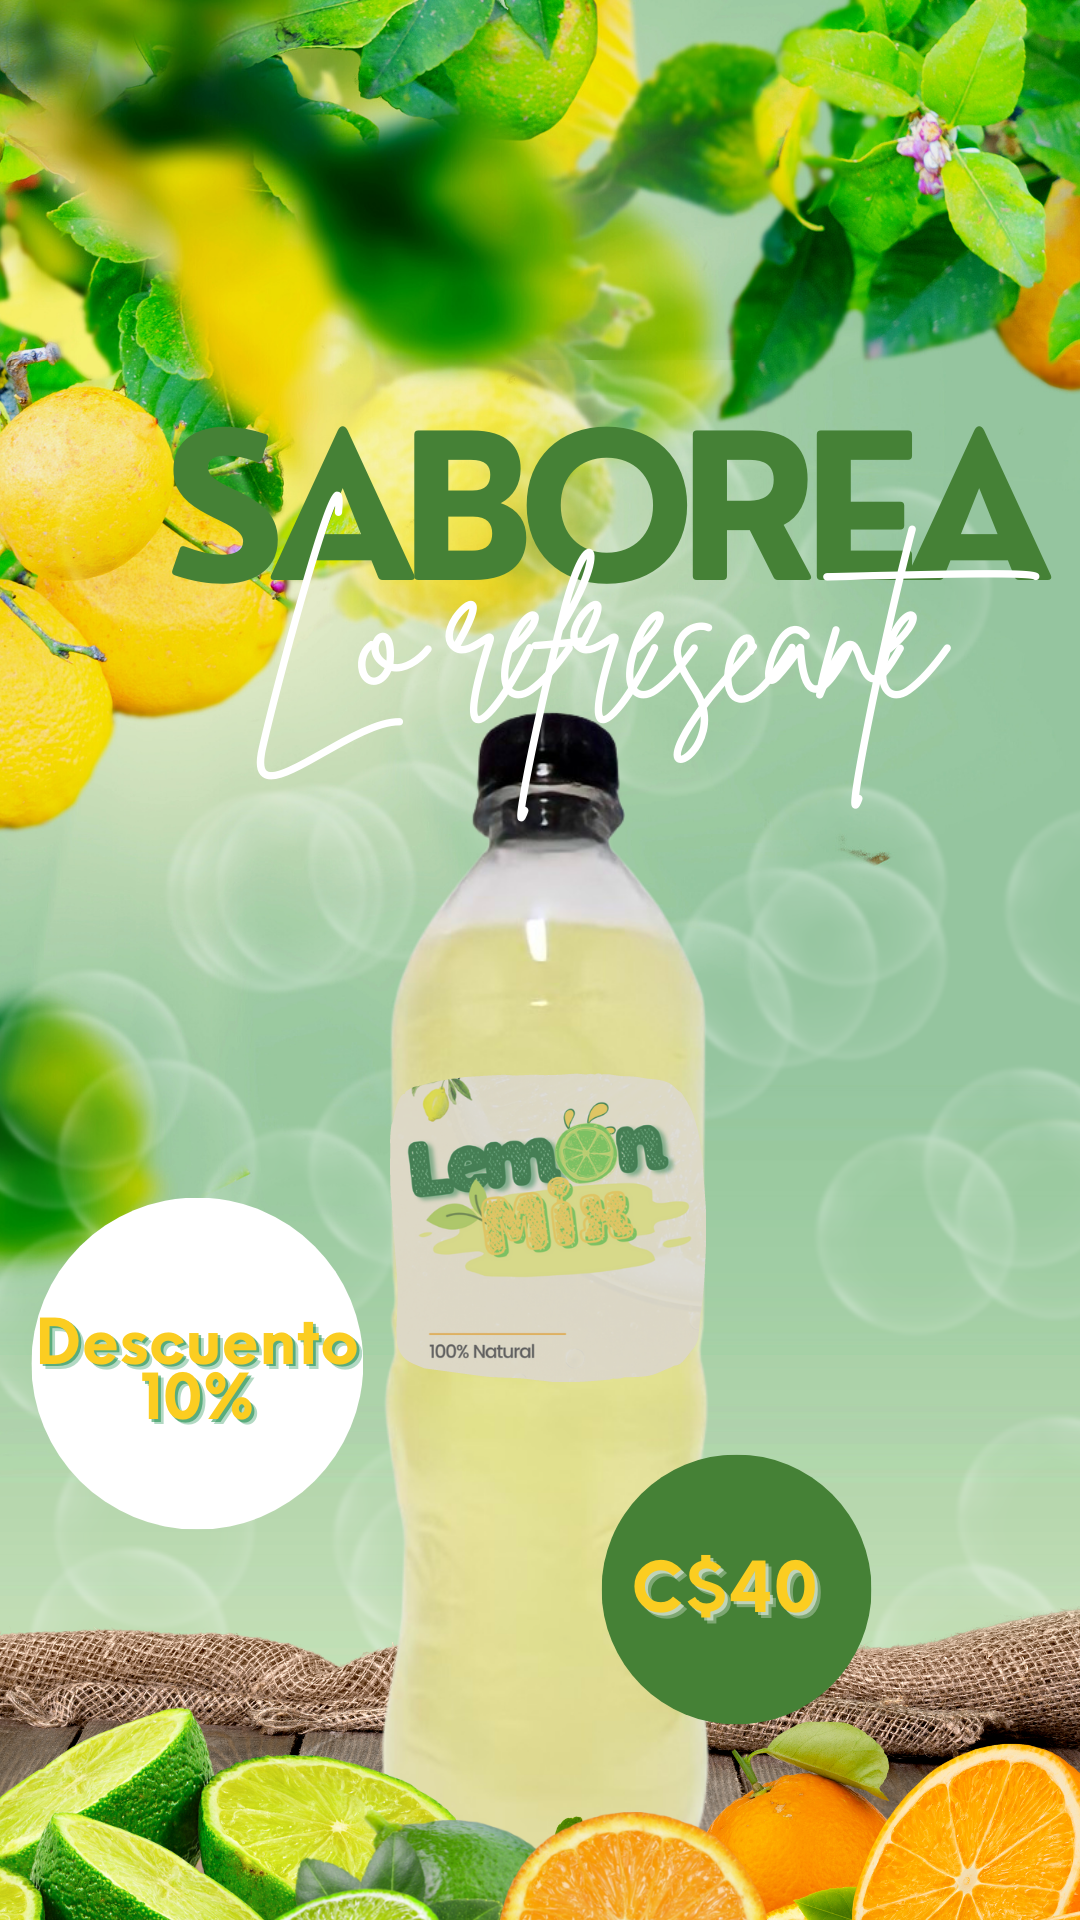 SABOREA
Lo refrescante
Lemon
Mix
100% Natural
Descuento
10%
C$40